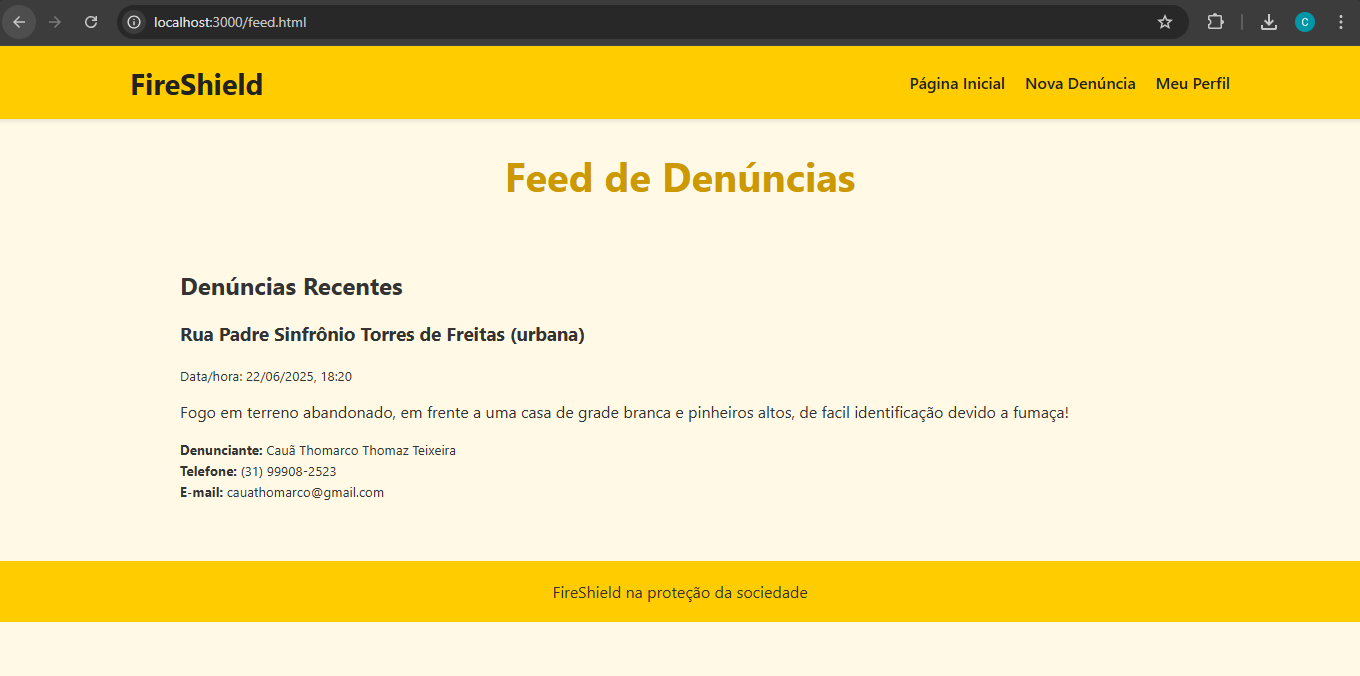 localhost:3000/feed.html
C
FireShield
Página Inicial Nova Denúncia Meu Perfil
Feed de Denúncias
Denúncias Recentes
Rua Padre Sinfrônio Torres de Freitas (urbana)
Data/hora: 22/06/2025, 18:20
Fogo em terreno abandonado, em frente a uma casa de grade branca e pinheiros altos, de facil identificação devido a fumaça!
Denunciante: Cauã Thomarco Thomaz Teixeira
Telefone: (31) 99908-2523
E-mail: cauathomarco@gmail.com
FireShield na proteção da sociedade